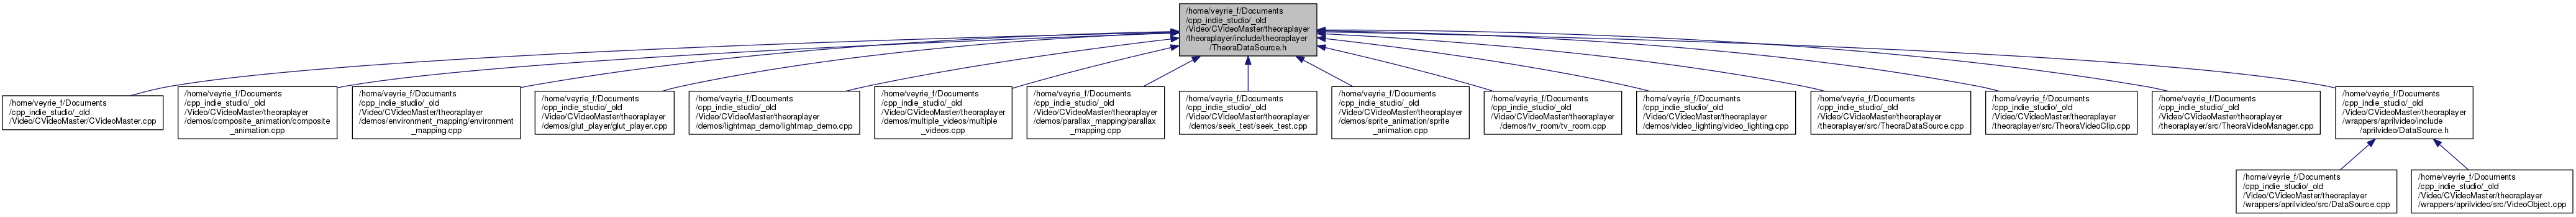 /home/veyrie_f/Documents
/cpp_indie_studio/_old
/Video/CVideoMaster/theoraplayer
/theoraplayer/include/theoraplayer
/TheoraDataSource.h
/home/veyrie_f/Documents
/cpp_indie_studio/_old
/Video/CVideoMaster/CVideoMaster.cpp
/home/veyrie_f/Documents
/cpp_indie_studio/_old
/Video/CVideoMaster/theoraplayer
/demos/composite_animation/composite
_animation.cpp
/home/veyrie_f/Documents
/cpp_indie_studio/_old
/Video/CVideoMaster/theoraplayer
/demos/environment_mapping/environment
_mapping.cpp
/home/veyrie_f/Documents
/cpp_indie_studio/_old
/Video/CVideoMaster/theoraplayer
/demos/glut_player/glut_player.cpp
/home/veyrie_f/Documents
/cpp_indie_studio/_old
/Video/CVideoMaster/theoraplayer
/demos/lightmap_demo/lightmap_demo.cpp
/home/veyrie_f/Documents
/cpp_indie_studio/_old
/Video/CVideoMaster/theoraplayer
/demos/multiple_videos/multiple
_videos.cpp
/home/veyrie_f/Documents
/cpp_indie_studio/_old
/Video/CVideoMaster/theoraplayer
/demos/parallax_mapping/parallax
_mapping.cpp
/home/veyrie_f/Documents
/cpp_indie_studio/_old
/Video/CVideoMaster/theoraplayer
/demos/seek_test/seek_test.cpp
/home/veyrie_f/Documents
/cpp_indie_studio/_old
/Video/CVideoMaster/theoraplayer
/demos/sprite_animation/sprite
_animation.cpp
/home/veyrie_f/Documents
/cpp_indie_studio/_old
/Video/CVideoMaster/theoraplayer
/demos/tv_room/tv_room.cpp
/home/veyrie_f/Documents
/cpp_indie_studio/_old
/Video/CVideoMaster/theoraplayer
/demos/video_lighting/video_lighting.cpp
/home/veyrie_f/Documents
/cpp_indie_studio/_old
/Video/CVideoMaster/theoraplayer
/theoraplayer/src/TheoraDataSource.cpp
/home/veyrie_f/Documents
/cpp_indie_studio/_old
/Video/CVideoMaster/theoraplayer
/theoraplayer/src/TheoraVideoClip.cpp
/home/veyrie_f/Documents
/cpp_indie_studio/_old
/Video/CVideoMaster/theoraplayer
/theoraplayer/src/TheoraVideoManager.cpp
/home/veyrie_f/Documents
/cpp_indie_studio/_old
/Video/CVideoMaster/theoraplayer
/wrappers/aprilvideo/include
/aprilvideo/DataSource.h
/home/veyrie_f/Documents
/cpp_indie_studio/_old
/Video/CVideoMaster/theoraplayer
/wrappers/aprilvideo/src/DataSource.cpp
/home/veyrie_f/Documents
/cpp_indie_studio/_old
/Video/CVideoMaster/theoraplayer
/wrappers/aprilvideo/src/VideoObject.cpp